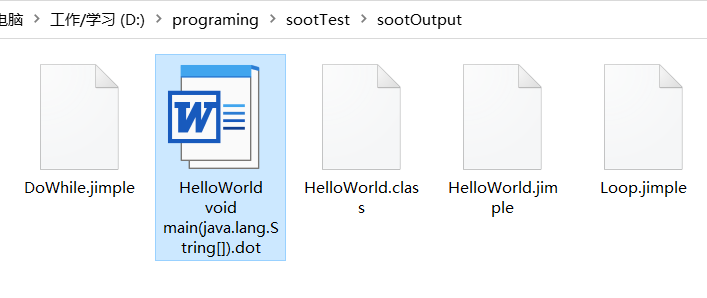 电脑 > 工作/学习 (D:) > programing > sootTest > sootOutput
DoWhile.jimple
HelloWorld
void
main(java.lang.S
tring[]).dot
HelloWorld.clas
s
HelloWorld.jim
ple
Loop.jimple